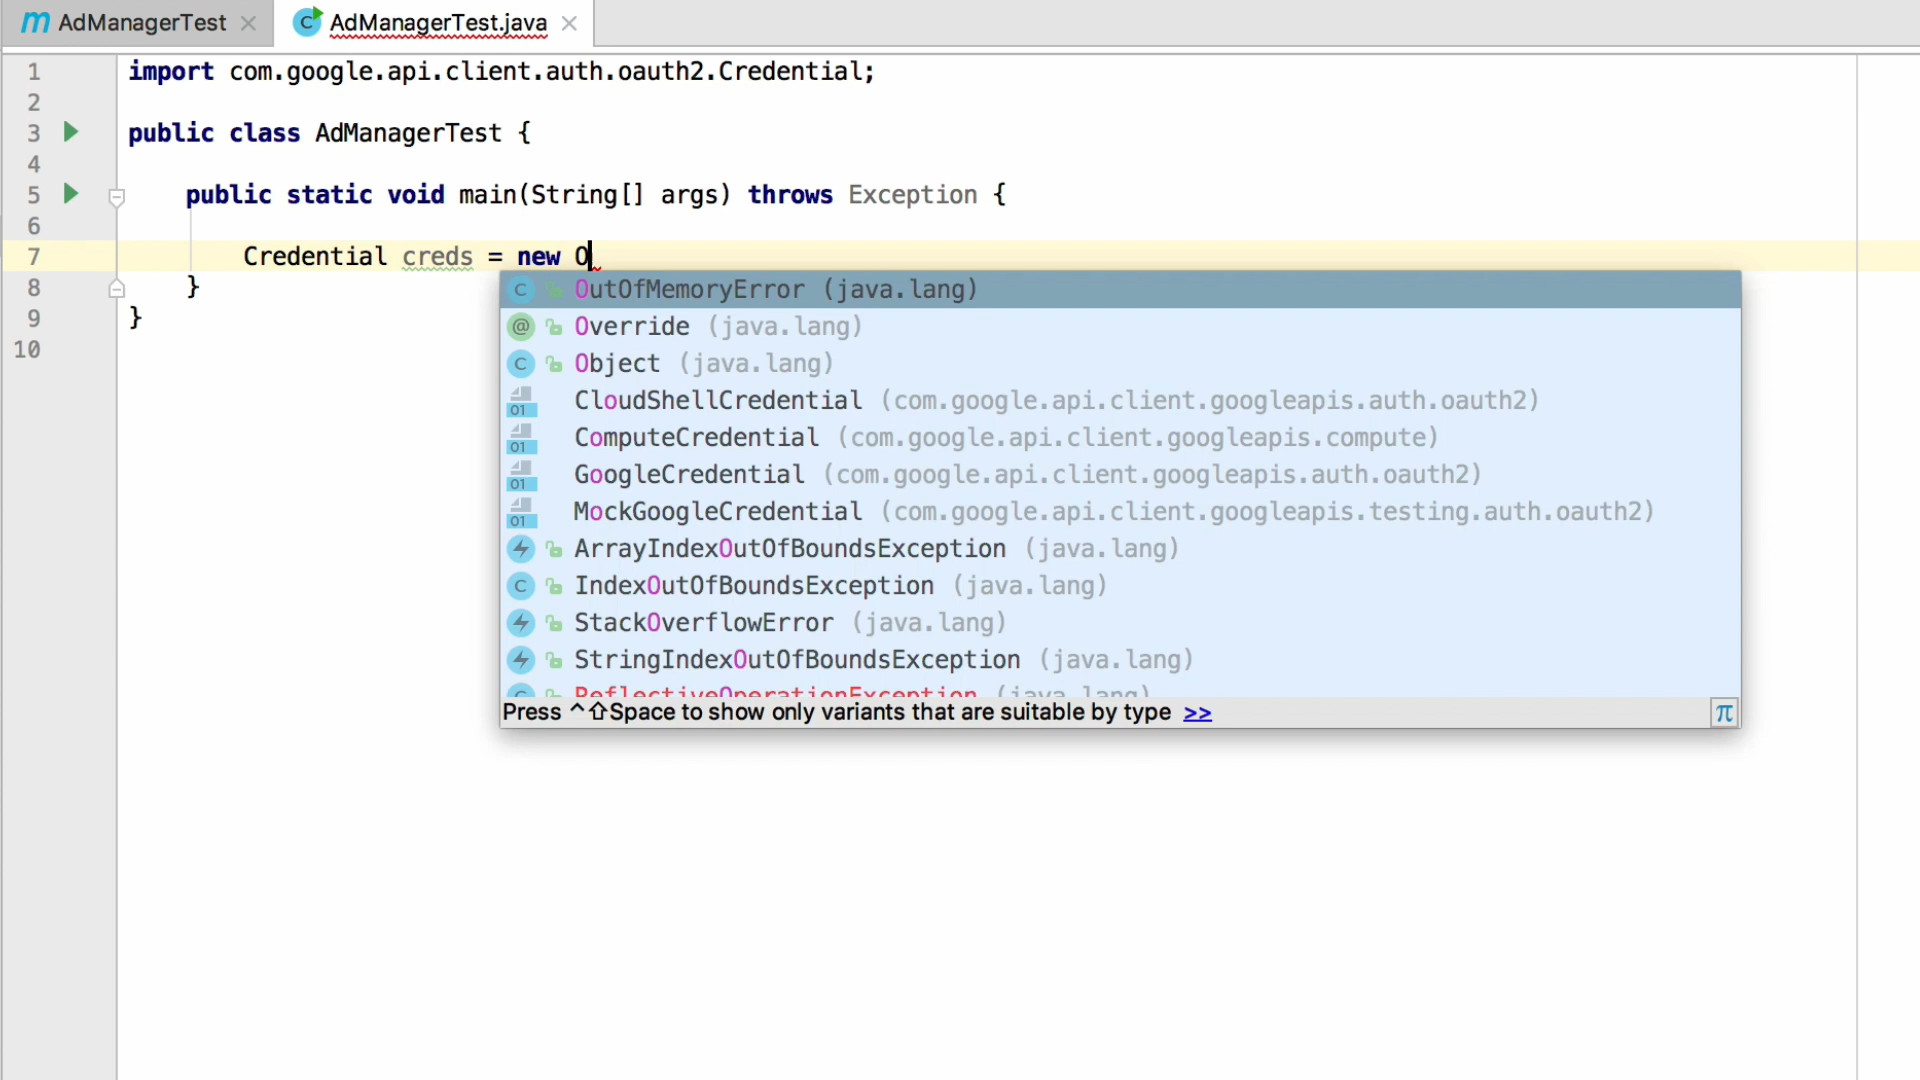 AdManagerTest
AdManagerTest.java
1 import com.google.api.client.auth.oauth2.Credential;
2
3 public class AdManagerTest {
4
5 public static void main(String[] args) throws Exception {
6
7 Credential creds = new O
8 }
9 }
10
OutOfMemoryError (java.lang)
Override (java.lang)
Object (java.lang)
CloudShellCredential (com.google.api.client.googleapis.auth.oauth2)
ComputeCredential (com.google.api.client.googleapis.compute)
GoogleCredential (com.google.api.client.googleapis.auth.oauth2)
MockGoogleCredential (com.google.api.client.googleapis.testing.auth.oauth2)
ArrayIndexOutOfBoundsException (java.lang)
IndexOutOfBoundsException (java.lang)
StackOverflowError (java.lang)
StringIndexOutOfBoundsException (java.lang)
ReflectiveOperationException (java.lang)
Press ^⇧Space to show only variants that are suitable by type >>
π